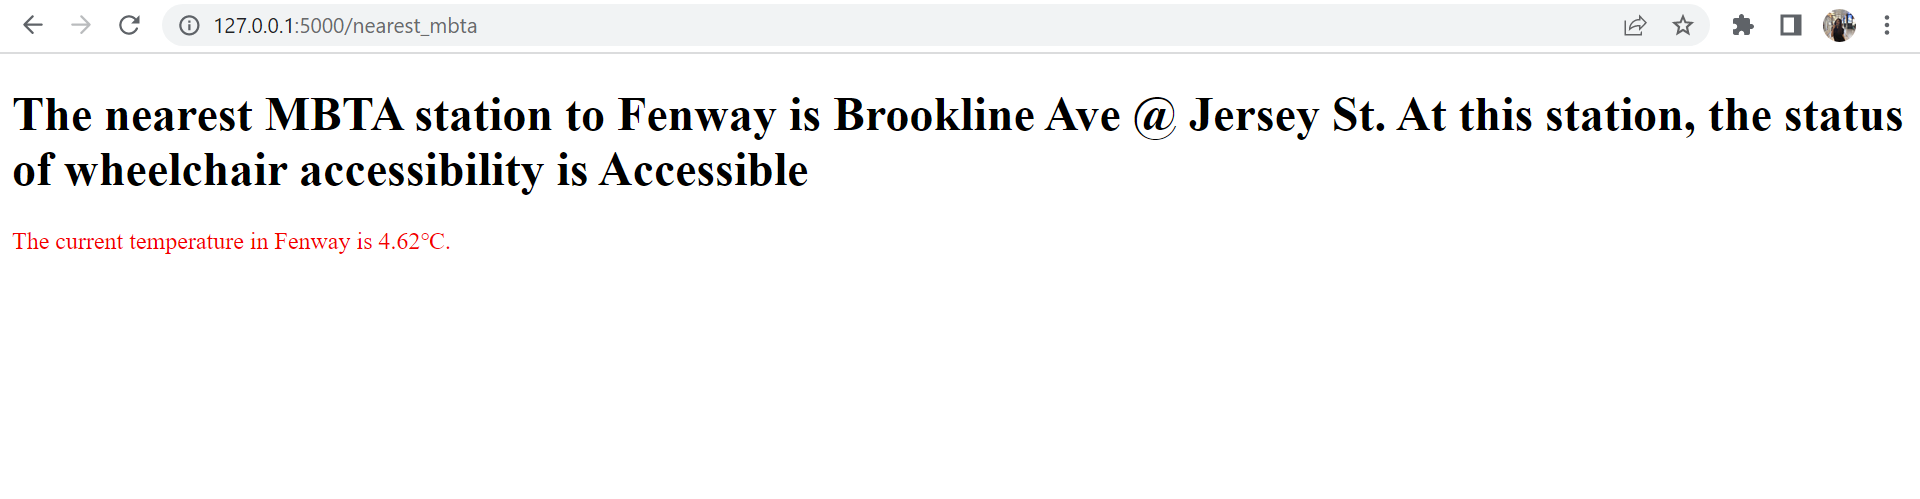 127.0.0.1:5000/nearest_mbta
The nearest MBTA station to Fenway is Brookline Ave @ Jersey St. At this station, the status
of wheelchair accessibility is Accessible
The current temperature in Fenway is 4.62°C.